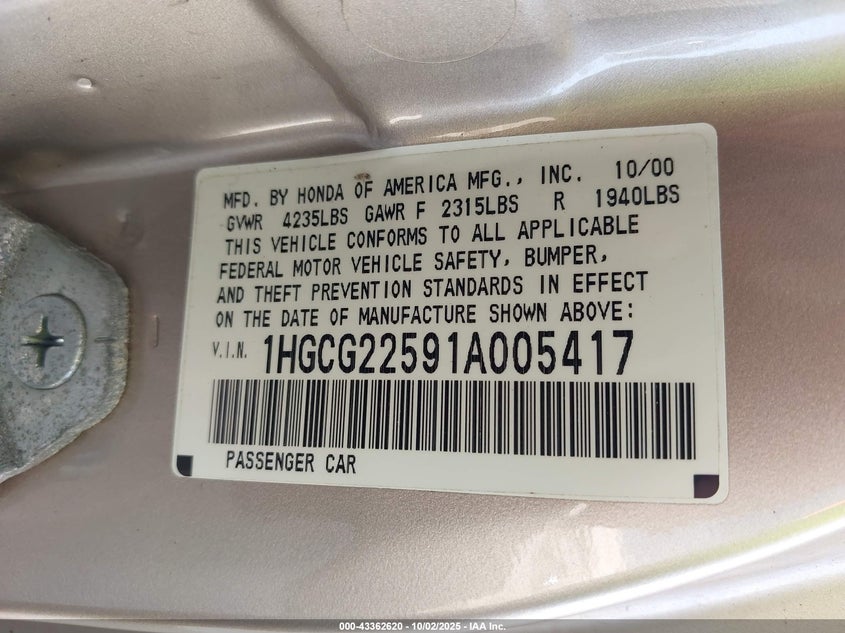 MFD. BY HONDA OF AMERICA MFG., INC. 10/00
GVWR 4235LBS GAWR F 2315LBS R 1940LBS
THIS VEHICLE CONFORMS TO ALL APPLICABLE
FEDERAL MOTOR VEHICLE SAFETY, BUMPER,
AND THEFT PREVENTION STANDARDS IN EFFECT
ON THE DATE OF MANUFACTURE SHOWN ABOVE:
V.I.N. 1HGCG22591A005417
PASSENGER CAR
000-43362620 - 10/02/2025 - IAA Inc.